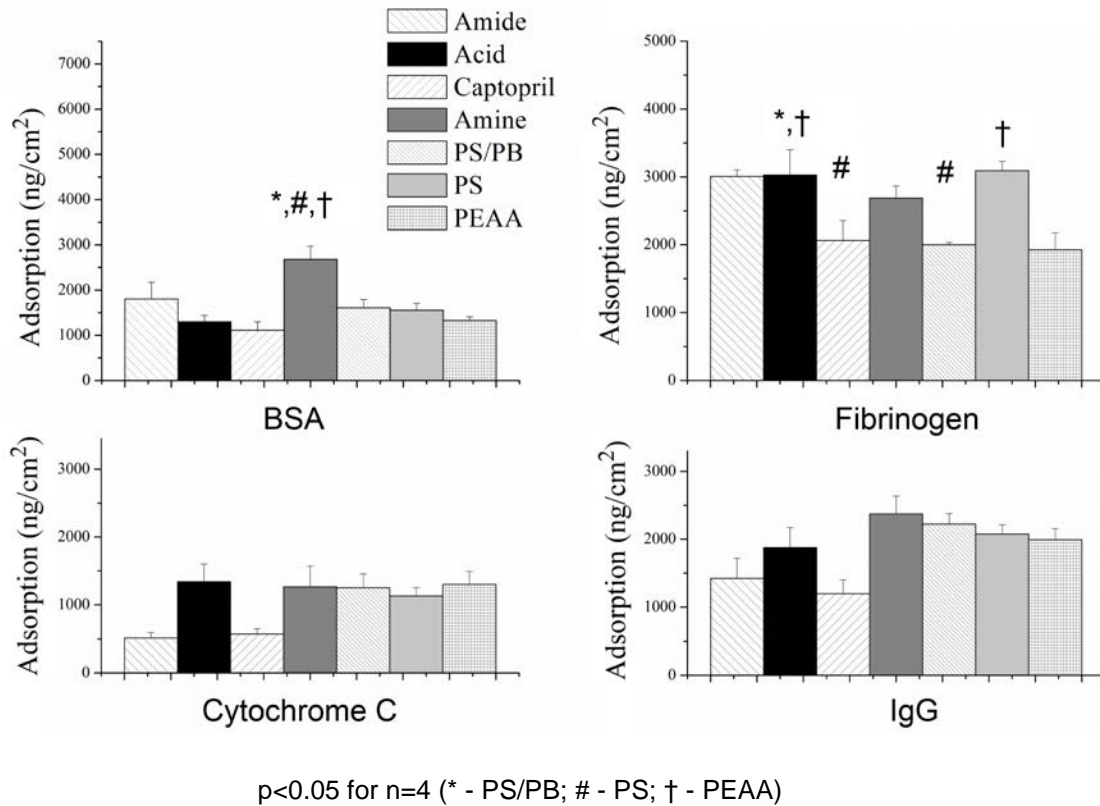 Adsorption (ng/cm²)
7500
6000
5000
4000
3000
2000
1000
0
Amide
Acid
Captopril
Amine
PS/PB
PS
PEAA
*,#,†
BSA
Adsorption (ng/cm²)
5000
4000
3000
2000
1000
0
*,†
#
#
†
Fibrinogen
Adsorption (ng/cm²)
3000
2000
1000
0
Cytochrome C
Adsorption (ng/cm²)
3000
2000
1000
0
IgG
p<0.05 for n=4 (* - PS/PB; # - PS; † - PEAA)